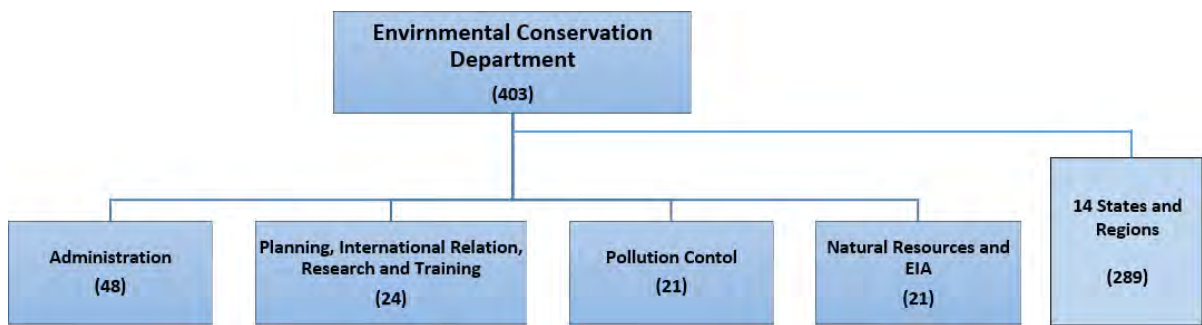 Envirnmental Conservation
Department
(403)
14 States and
Regions
(289)
Administration
(48)
Planning, International Relation,
Research and Training
(24)
Pollution Contol
(21)
Natural Resources and
EIA
(21)